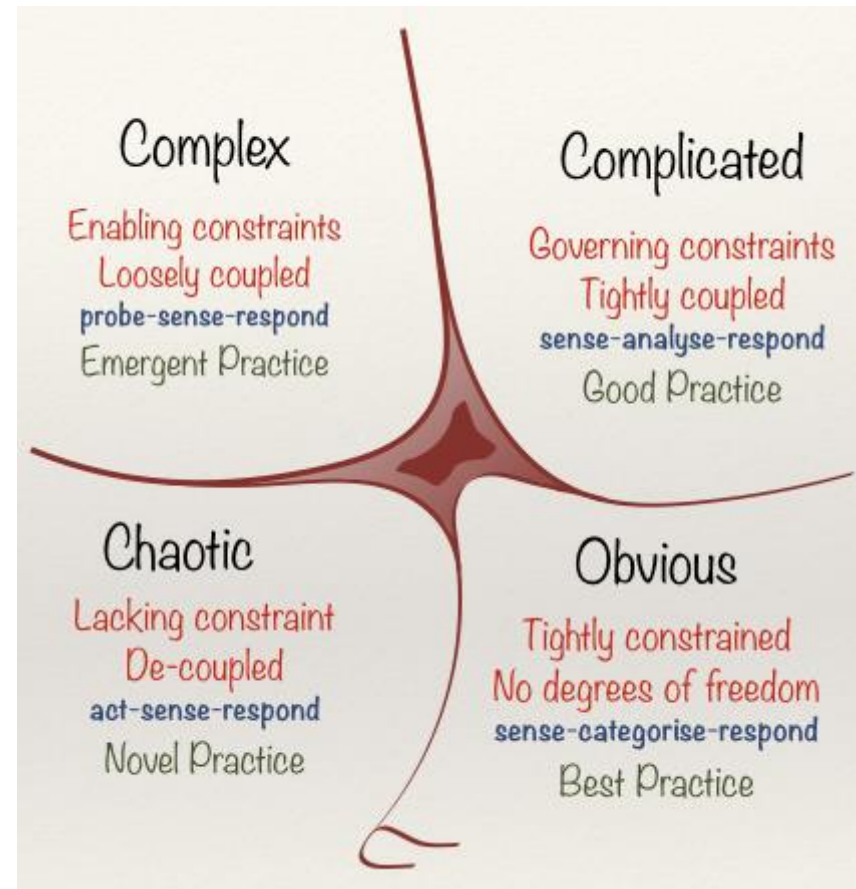 Complex
Enabling constraints
Loosely coupled
probe-sense-respond
Emergent Practice
Complicated
Governing constraints
Tightly coupled
sense-analyse-respond
Good Practice
Chaotic
Lacking constraint
De-coupled
act-sense-respond
Novel Practice
Obvious
Tightly constrained
No degrees of freedom
sense-categorise-respond
Best Practice